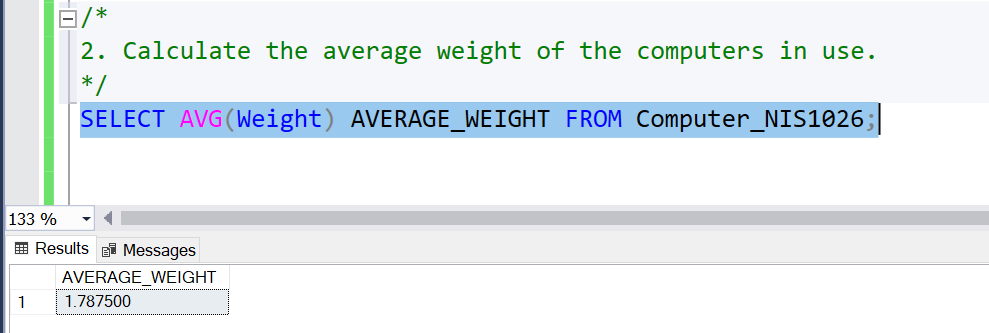 /*
2. Calculate the average weight of the computers in use.
*/
SELECT AVG(Weight) AVERAGE_WEIGHT FROM Computer_NIS1026;
133 %
Results Messages
AVERAGE_WEIGHT
1 1.787500